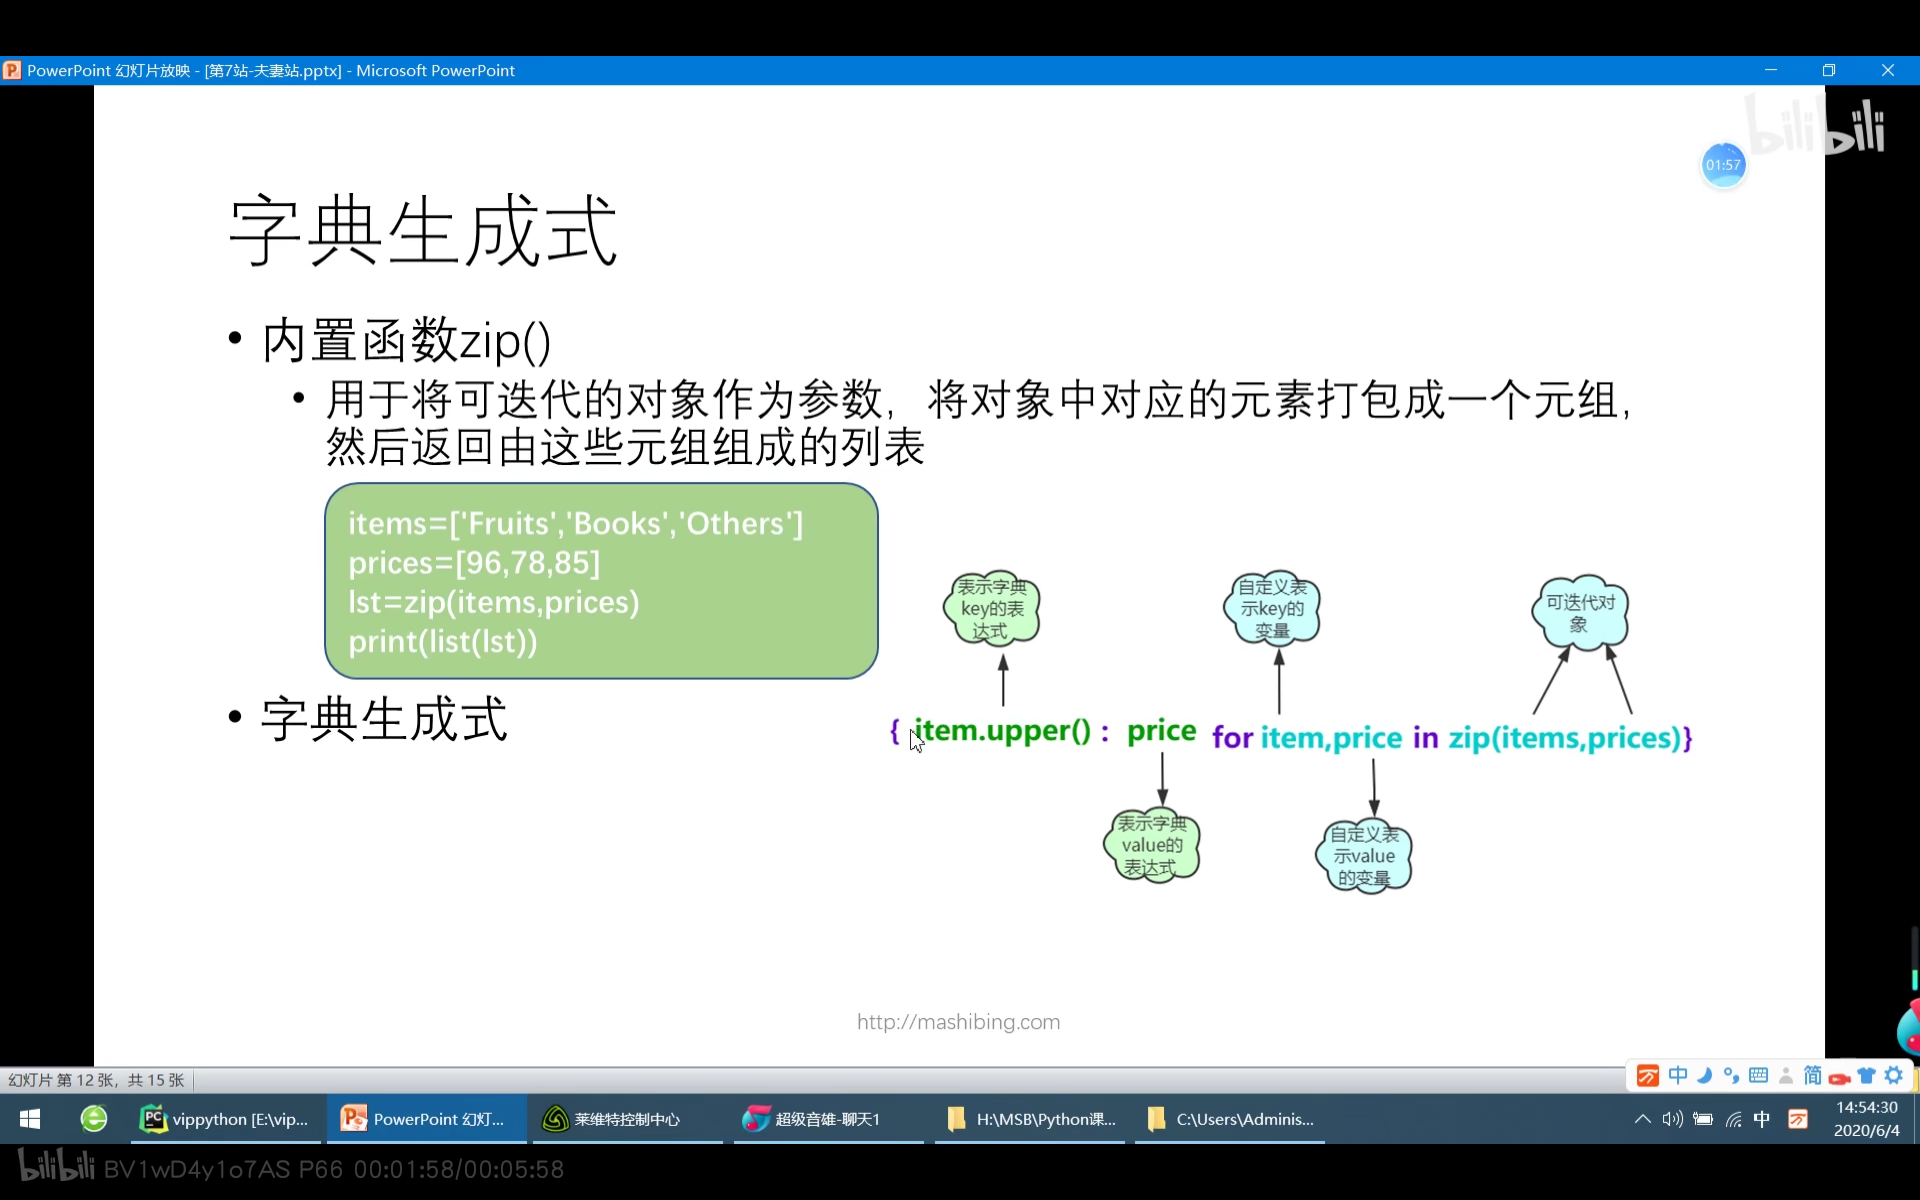 PowerPoint 幻灯片放映 - [第7站-夫妻站.pptx] - Microsoft PowerPoint
bilibili
01:57
字典生成式
• 内置函数zip()
• 用于将可迭代的对象作为参数，将对象中对应的元素打包成一个元组，
然后返回由这些元组组成的列表
items=['Fruits','Books','Others']
prices=[96,78,85]
lst=zip(items,prices)
print(list(lst))
表示字典
key的表
达式
自定义表
示key的
变量
可迭代对
象
• 字典生成式
{ item.upper() : price for item,price in zip(items,prices)}
表示字典
value的
表达式
自定义表
示value
的变量
http://mashibing.com
幻灯片 第 12 张，共 15 张
中 简
vippython [E:\vip...
PowerPoint 幻灯...
莱维特控制中心
超级音雄-聊天1
H:\MSB\Python课...
C:\Users\Adminis...
中
14:54:30
2020/6/4
bilibili BV1wD4y1o7AS P66 00:01:58/00:05:58